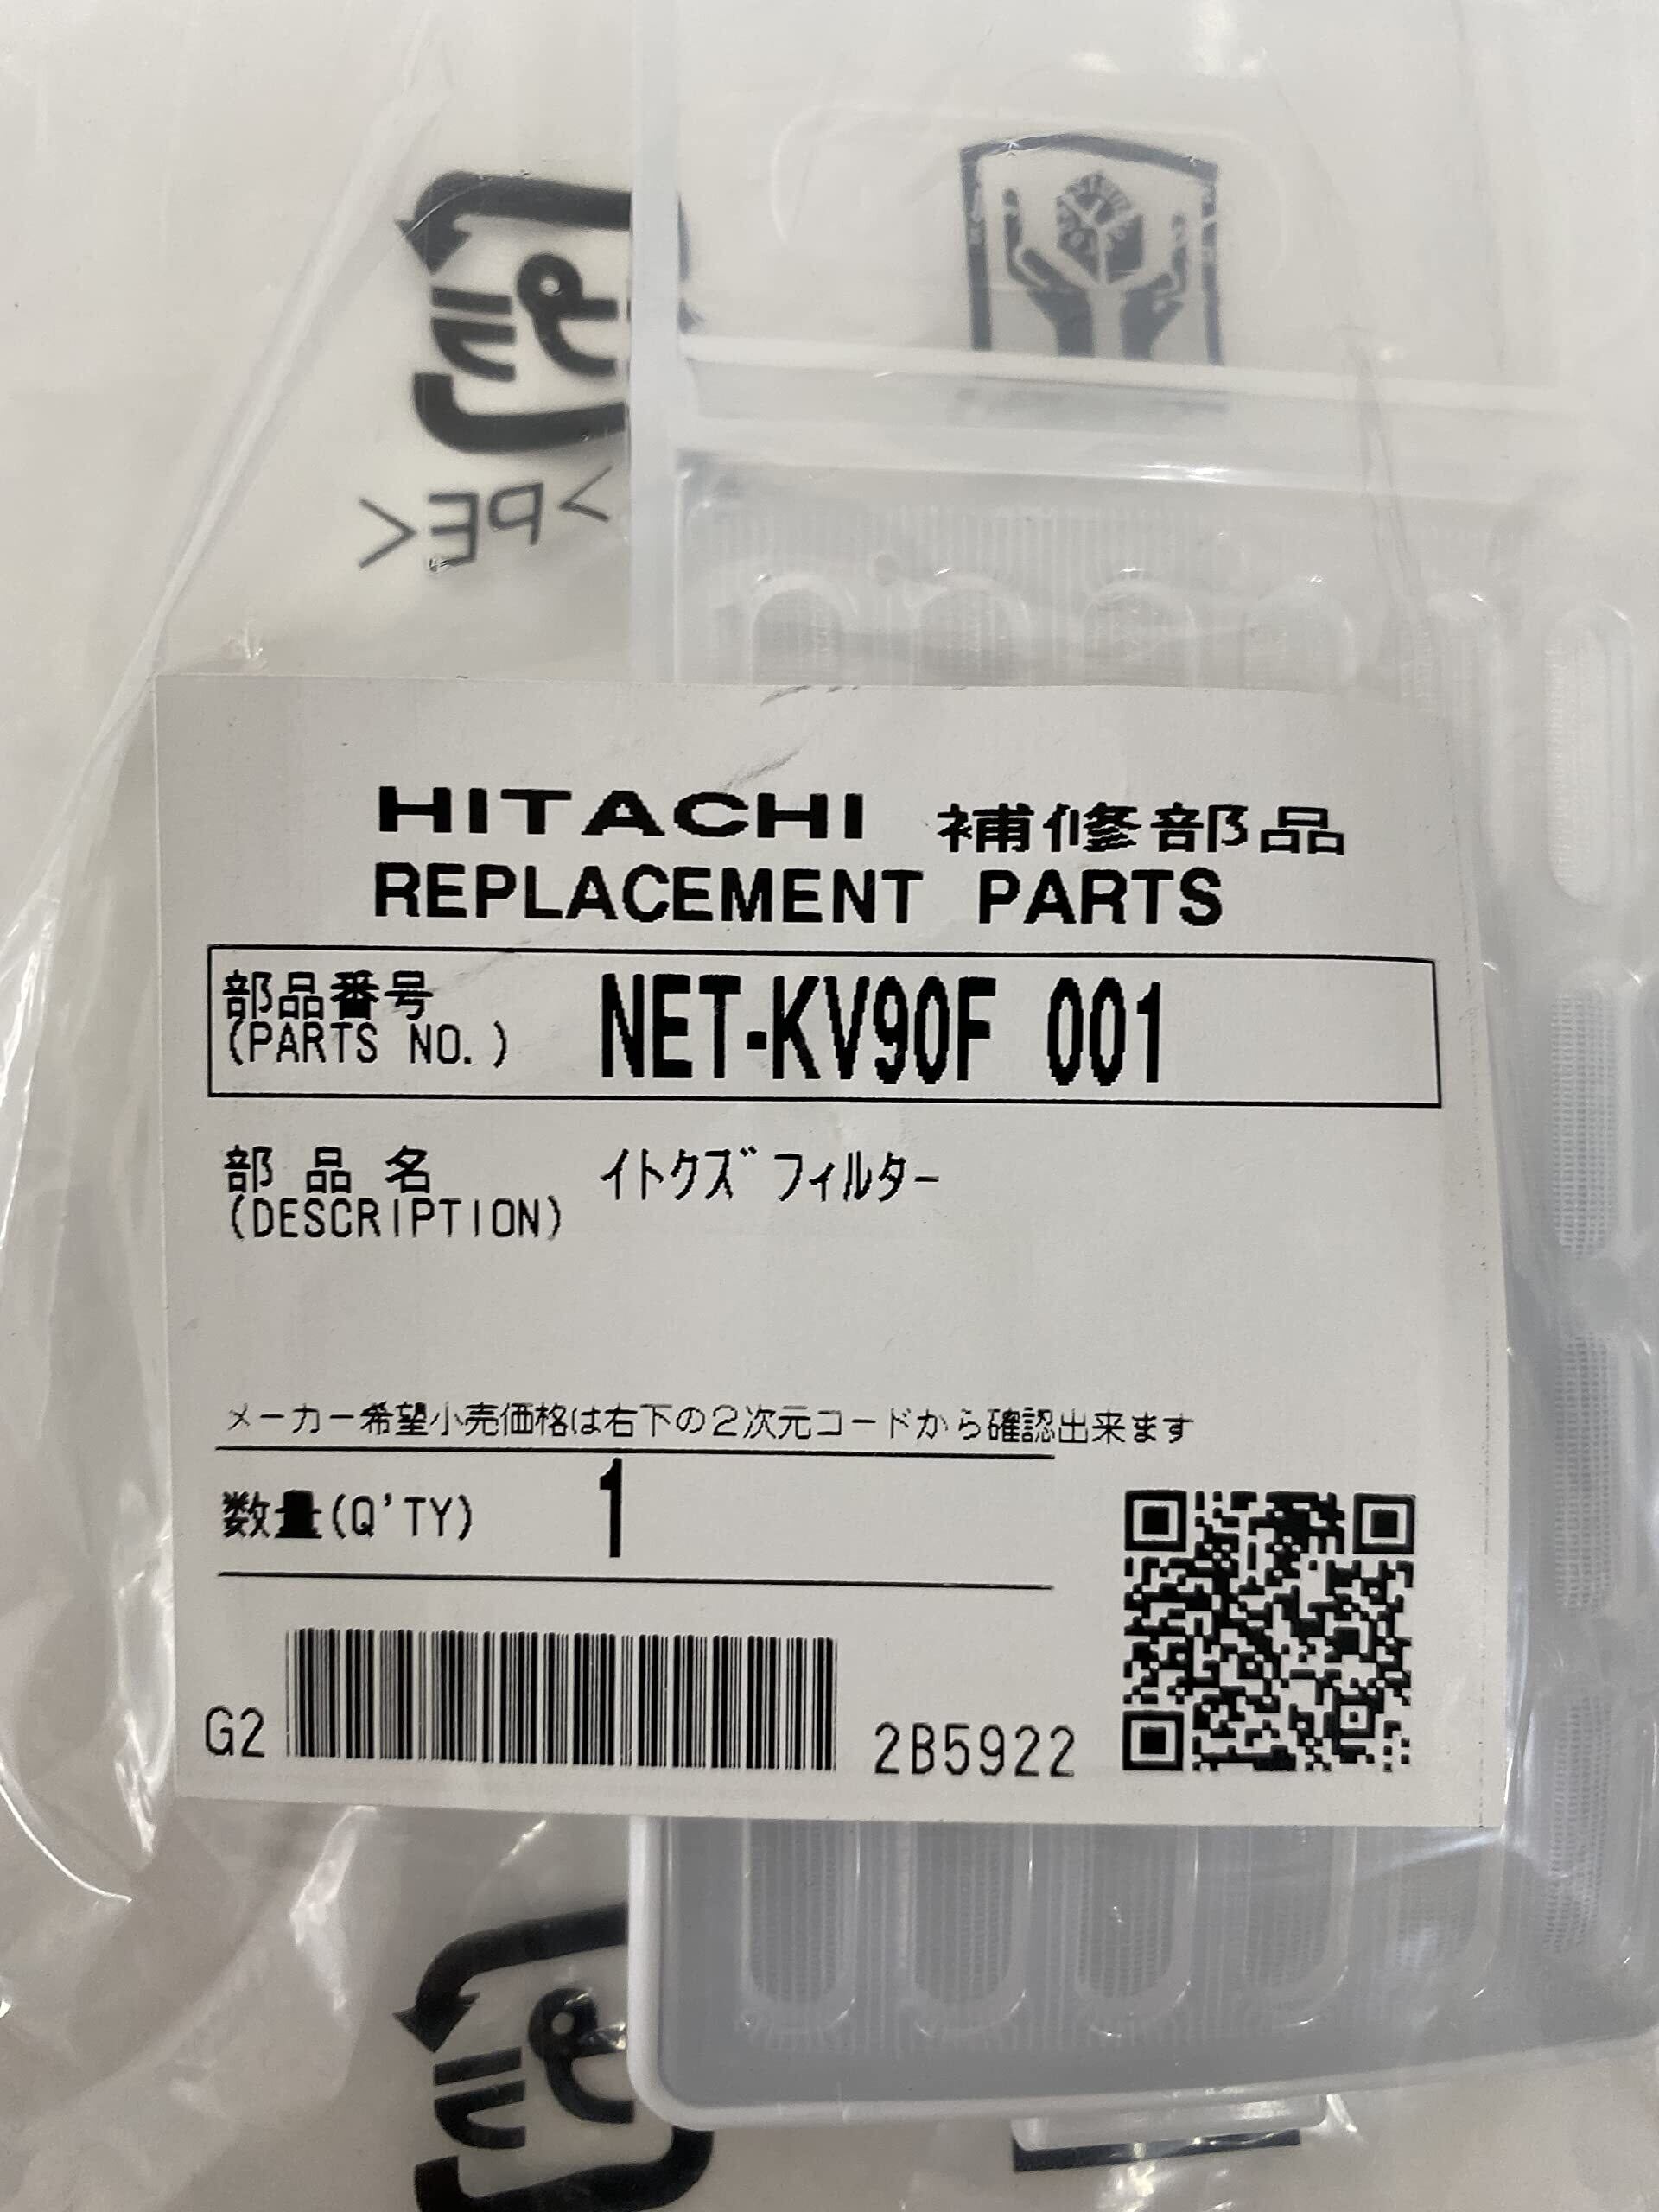 プラ
>PE<
HITACHI 補修部品
REPLACEMENT PARTS
部品番号 NET-KV90F 001
(PARTS NO.)
部品名 イトクズ フィルター
(DESCRIPTION)
メーカー希望小売価格は右下の2次元コードから確認出来ます
数量(Q'TY) 1
G2 2B5922
プラ